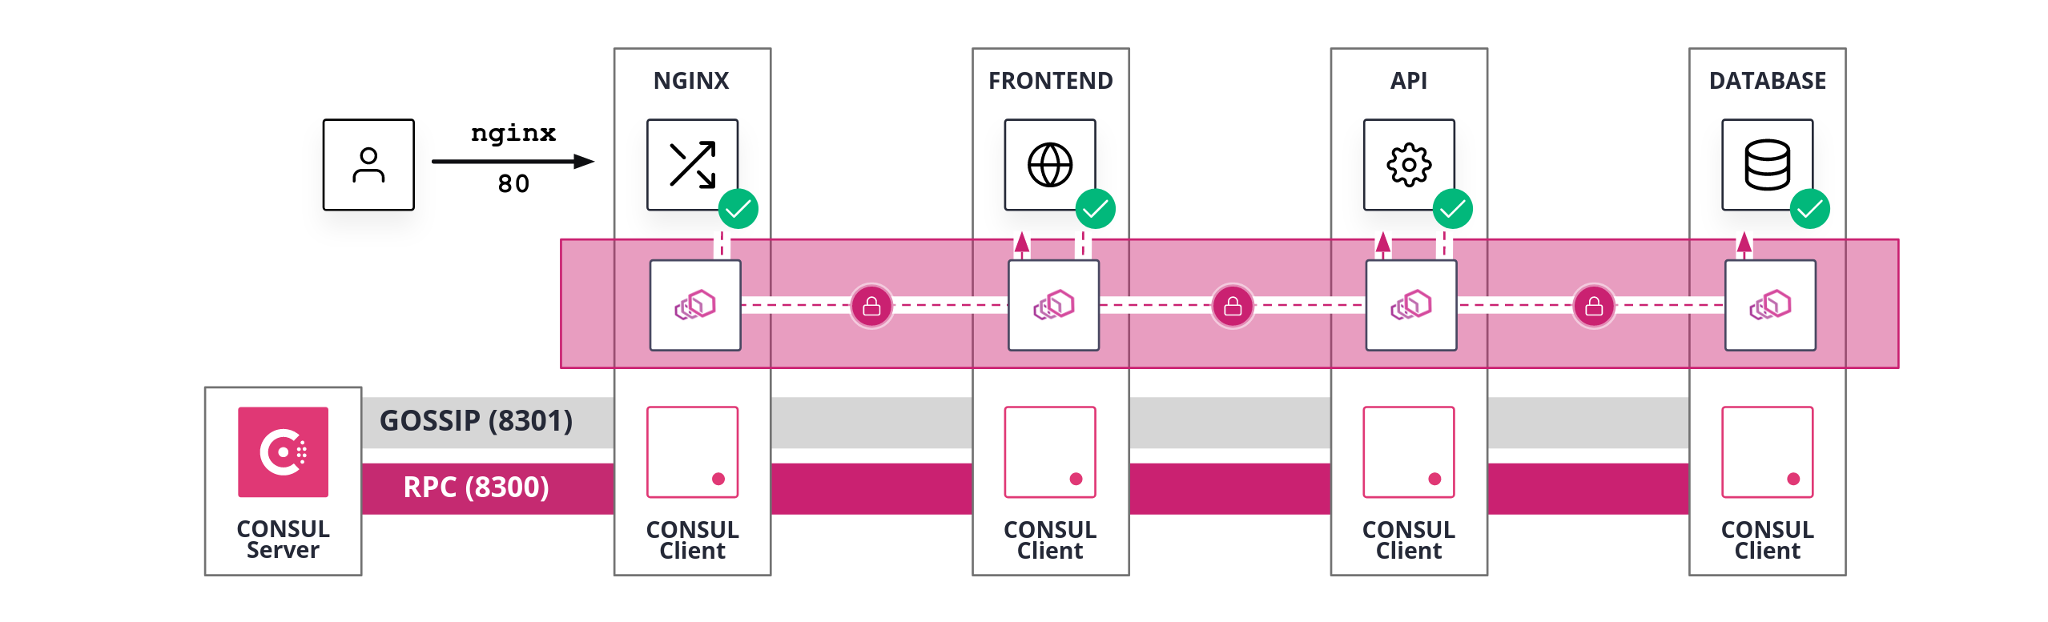 NGINX
FRONTEND
API
DATABASE
nginx
80
GOSSIP (8301)
RPC (8300)
CONSUL
Server
CONSUL
Client
CONSUL
Client
CONSUL
Client
CONSUL
Client